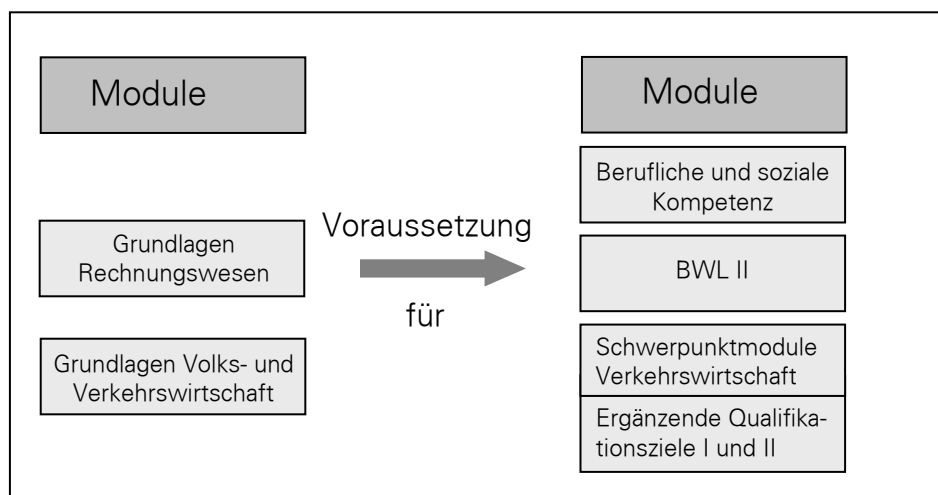 Module
Grundlagen
Rechnungswesen
Grundlagen Volks- und
Verkehrswirtschaft
Voraussetzung
für
Module
Berufliche und soziale
Kompetenz
BWL II
Schwerpunktmodule
Verkehrswirtschaft
Ergänzende Qualifika-
tionsziele I und II